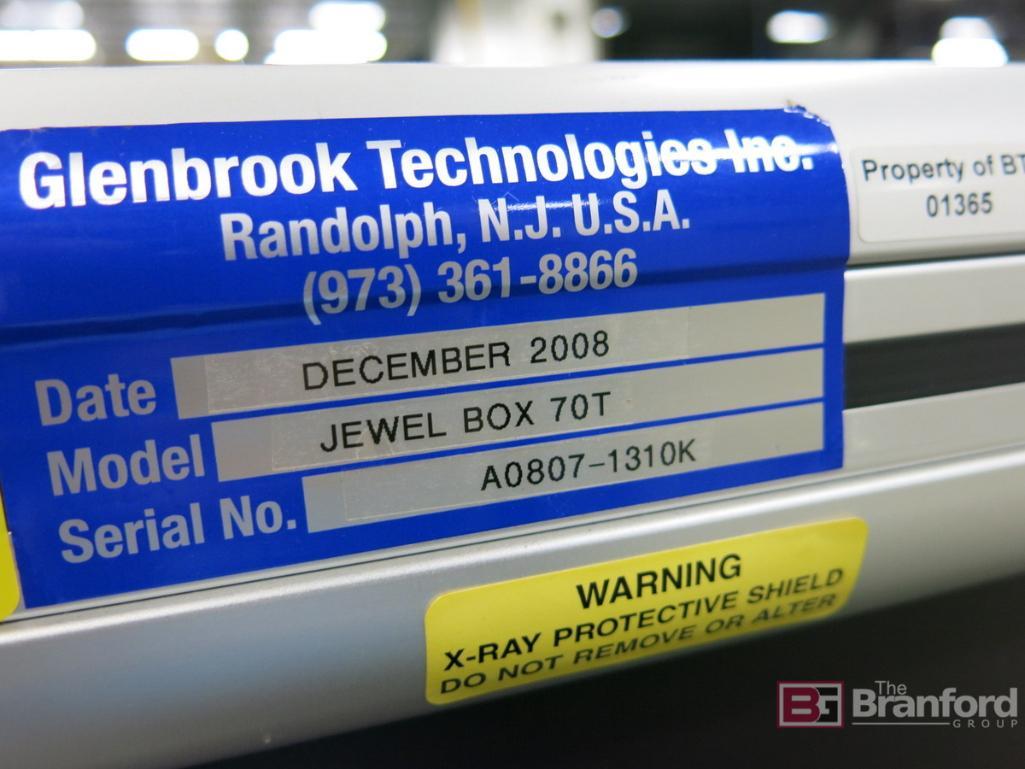 Glenbrook Technologies Inc.
Randolph, N.J. U.S.A.
(973) 361-8866
Date DECEMBER 2008
Model JEWEL BOX 70T
Serial No. A0807-1310K
Property of BT
01365
WARNING
X-RAY PROTECTIVE SHIELD
DO NOT REMOVE OR ALTER
BG The
Branford
GROUP